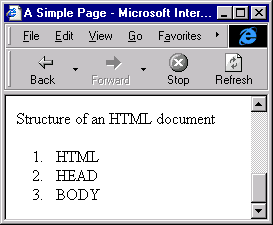 A Simple Page - Microsoft Inter...
File Edit View Go Favorites
Back Forward Stop Refresh
Structure of an HTML document
1. HTML
2. HEAD
3. BODY